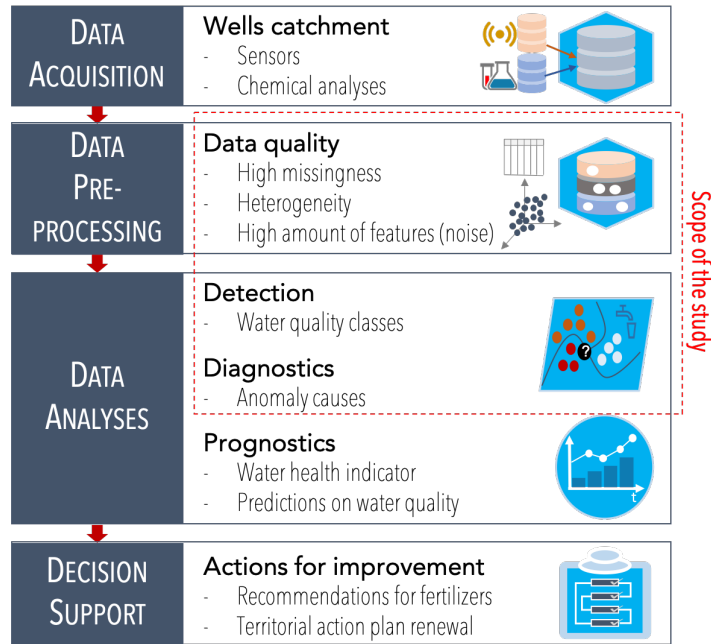 DATA
ACQUISITION
Wells catchment
- Sensors
- Chemical analyses
DATA
PRE-
PROCESSING
Data quality
- High missingness
- Heterogeneity
- High amount of features (noise)
Scope of the study
DATA
ANALYSES
Detection
- Water quality classes
?
Diagnostics
- Anomaly causes
Prognostics
- Water health indicator
- Predictions on water quality
t
DECISION
SUPPORT
Actions for improvement
- Recommendations for fertilizers
- Territorial action plan renewal